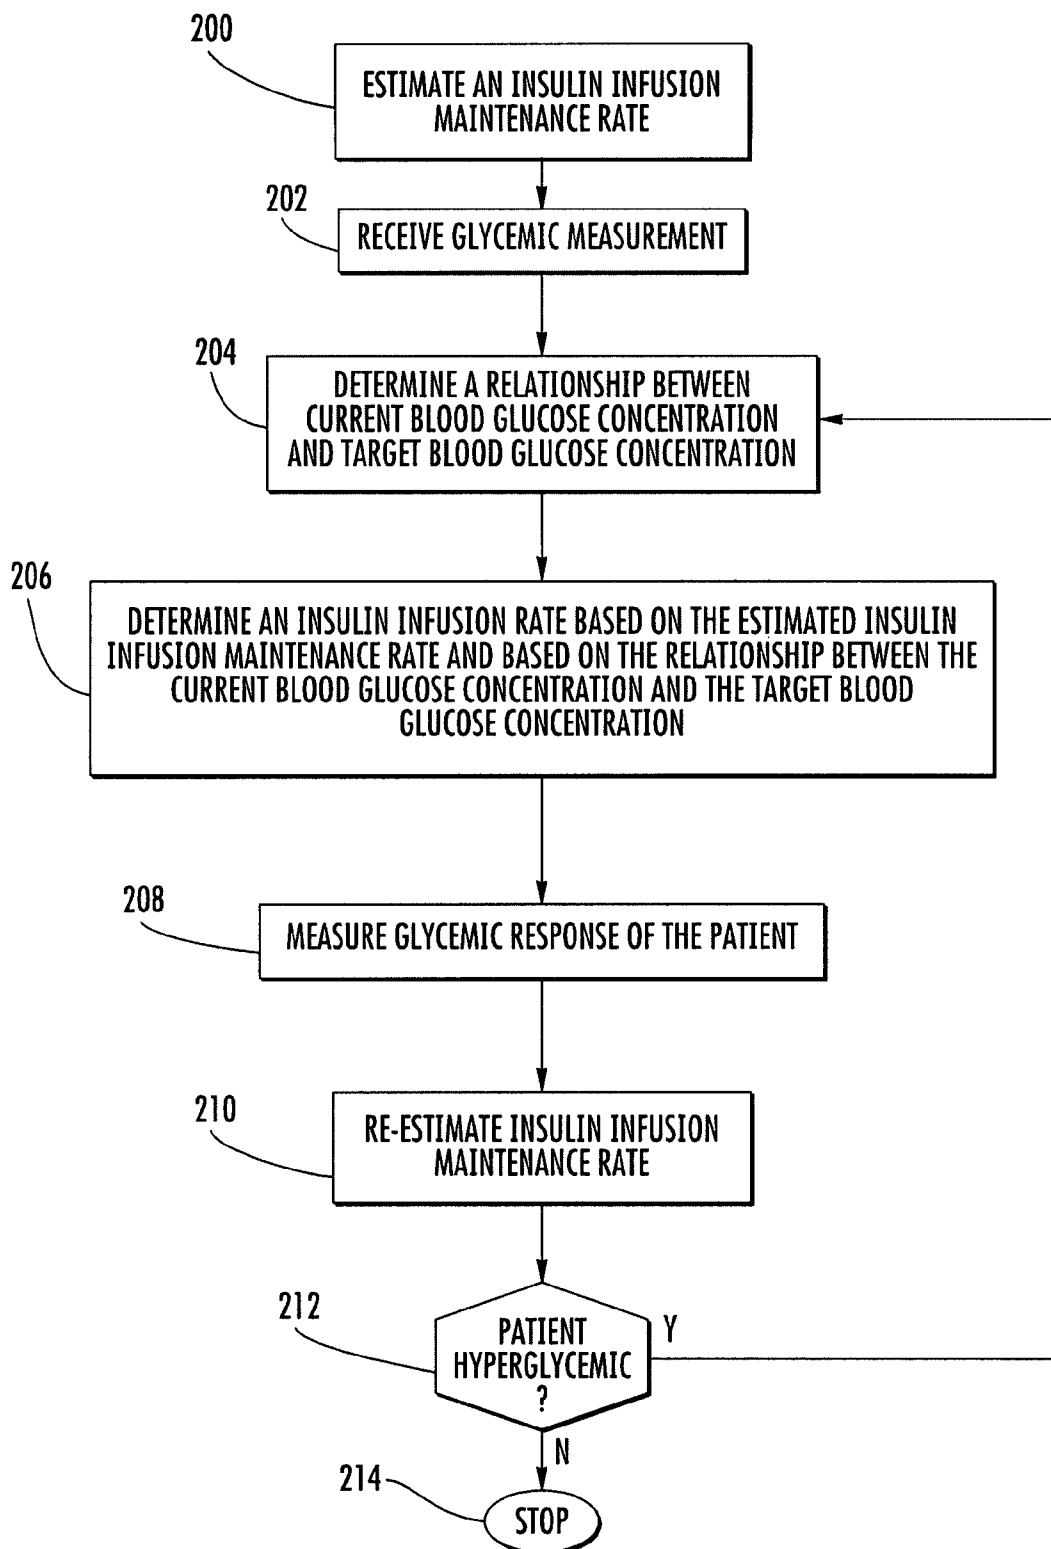 200
ESTIMATE AN INSULIN INFUSION
MAINTENANCE RATE
202
RECEIVE GLYCEMIC MEASUREMENT
204
DETERMINE A RELATIONSHIP BETWEEN
CURRENT BLOOD GLUCOSE CONCENTRATION
AND TARGET BLOOD GLUCOSE CONCENTRATION
206
DETERMINE AN INSULIN INFUSION RATE BASED ON THE ESTIMATED INSULIN
INFUSION MAINTENANCE RATE AND BASED ON THE RELATIONSHIP BETWEEN THE
CURRENT BLOOD GLUCOSE CONCENTRATION AND THE TARGET BLOOD
GLUCOSE CONCENTRATION
208
MEASURE GLYCEMIC RESPONSE OF THE PATIENT
210
RE-ESTIMATE INSULIN INFUSION
MAINTENANCE RATE
212
PATIENT
HYPERGLYCEMIC
?
Y
N
214
STOP